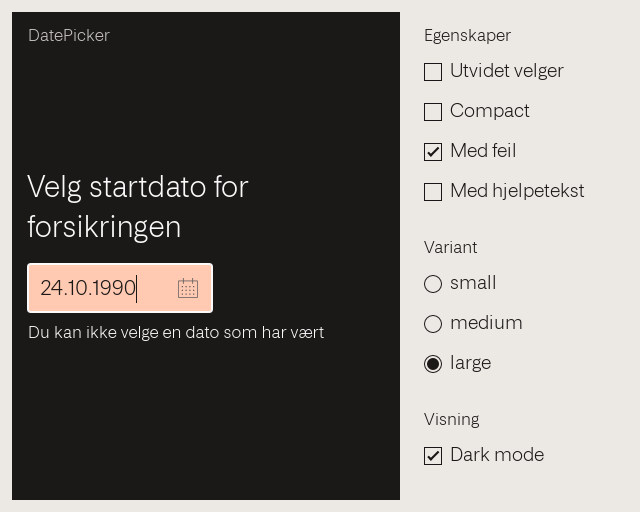 DatePicker
Velg startdato for
forsikringen
24.10.1990
Du kan ikke velge en dato som har vært
Egenskaper
Utvidet velger
Compact
Med feil
Med hjelpetekst
Variant
small
medium
large
Visning
Dark mode